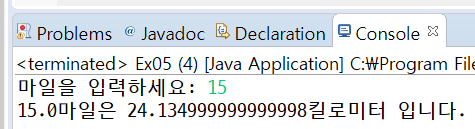 Problems @ Javadoc Declaration Console
<terminated> Ex05 (4) [Java Application] C:₩Program File
마일을 입력하세요: 15
15.0마일은 24.134999999999998킬로미터 입니다.